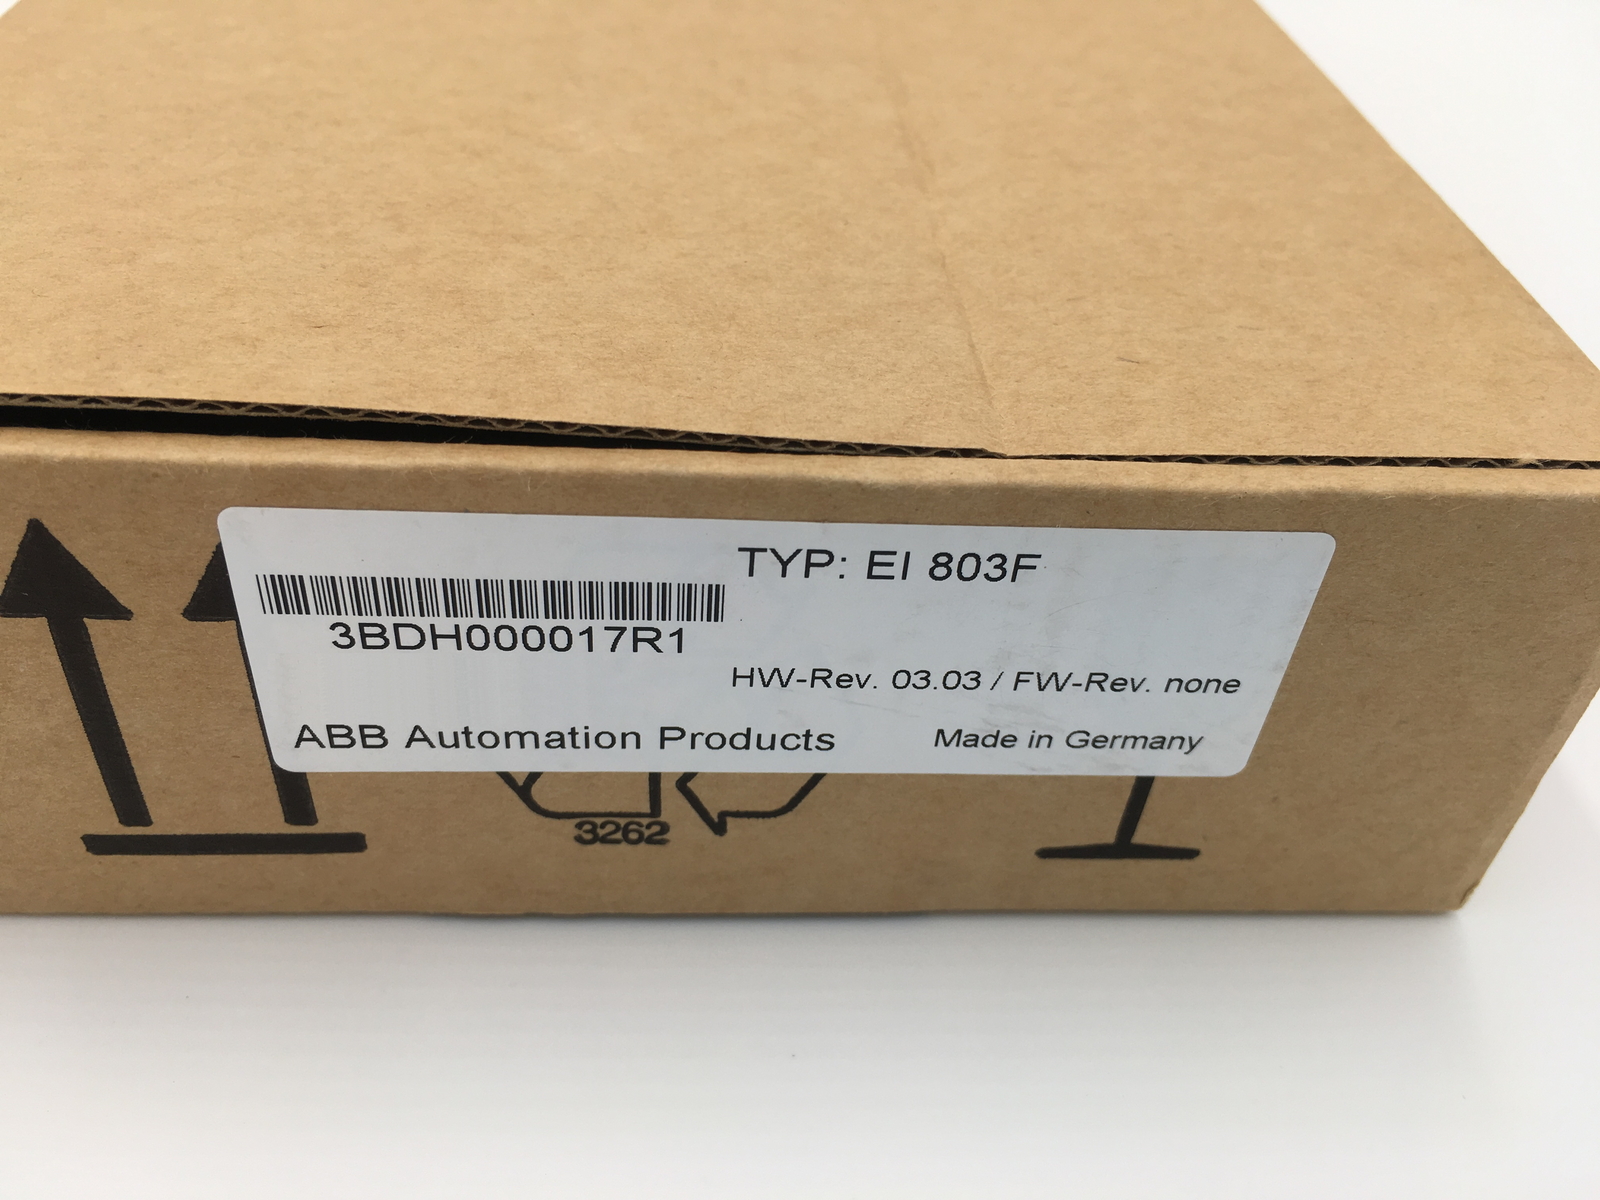 TYP: EI 803F
3BDH000017R1
HW-Rev. 03.03 / FW-Rev. none
ABB Automation Products
Made in Germany
3262